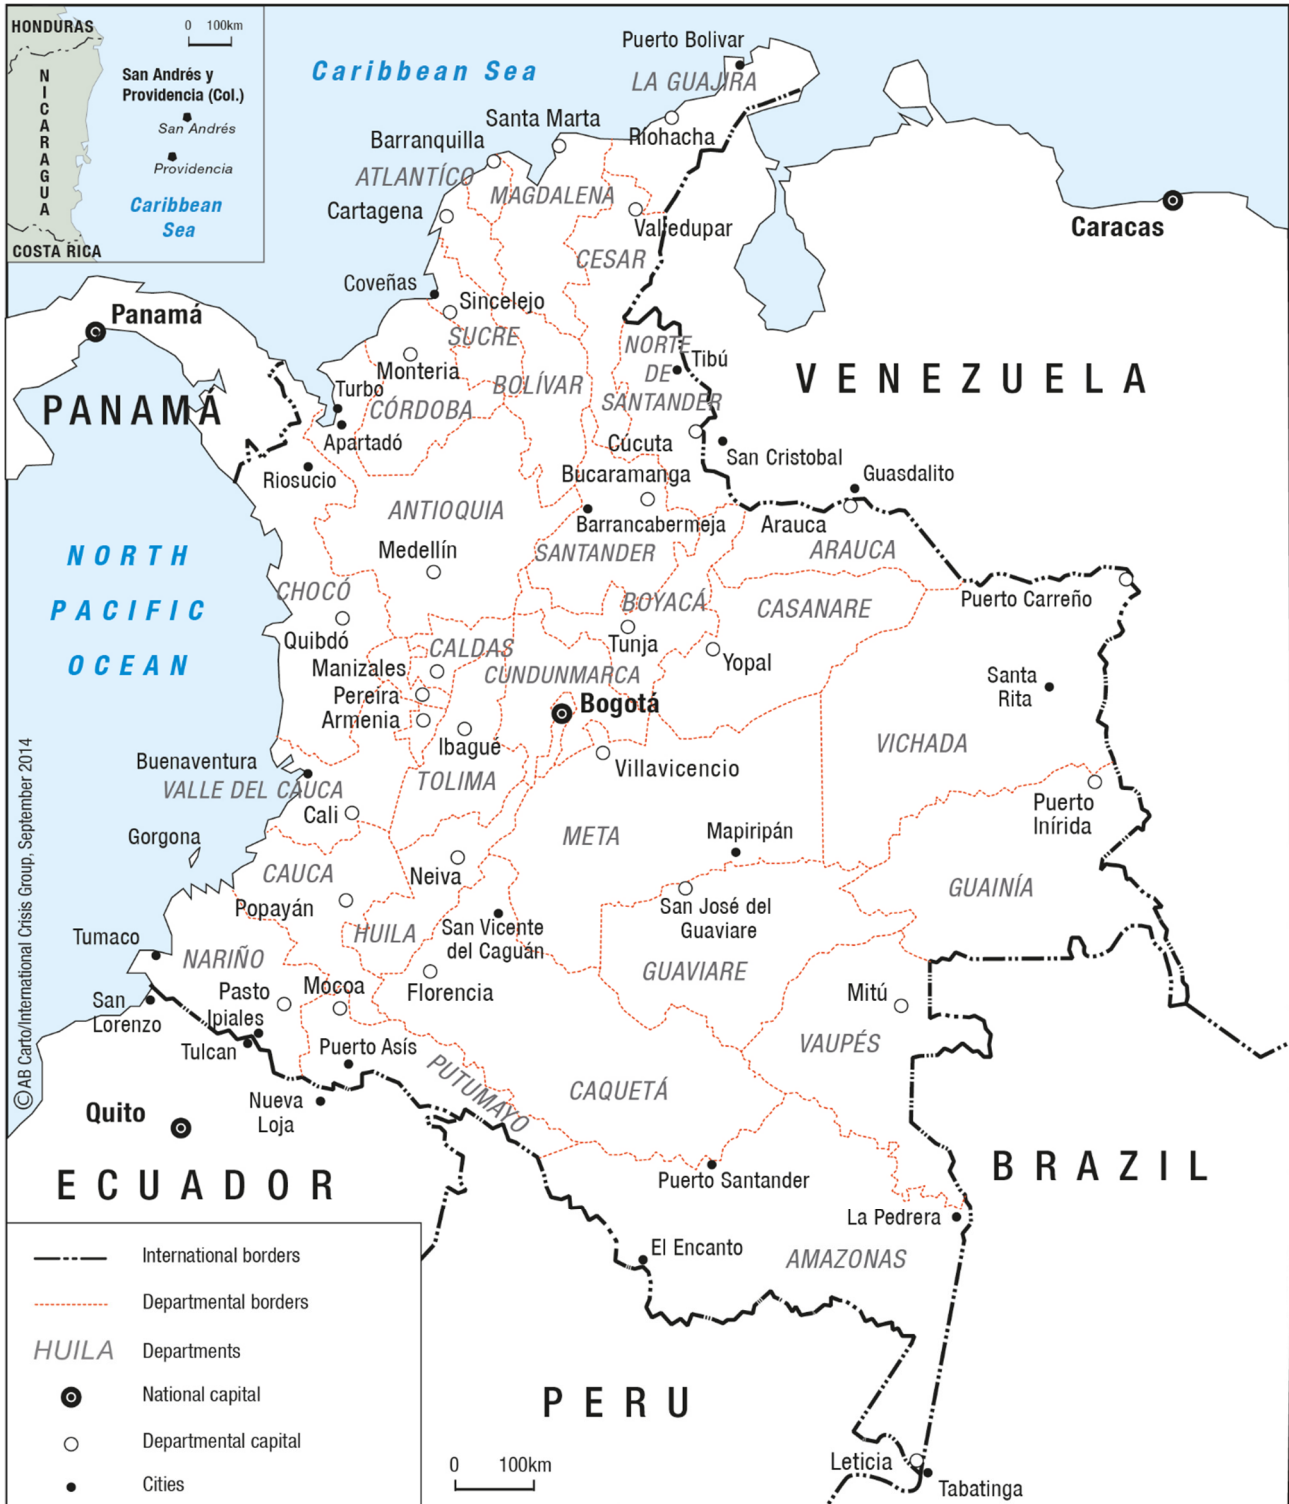 HONDURAS
0 100km
NICARAGUA
San Andrés y
Providencia (Col.)
San Andrés
Providencia
Caribbean
Sea
COSTA RICA
Caribbean Sea
Puerto Bolivar
LA GUAJIRA
Santa Marta
Ríohacha
Barranquilla
ATLANTÍCO
MAGDALENA
Cartagena
Valledupar
Caracas
CESAR
Coveñas
Sincelejo
Panamá
SUCRE
NORTE
DE
SANTANDER
Tibú
VENEZUELA
Monteria
Turbo
BOLÍVAR
CÓRDOBA
PANAMÁ
Apartadó
Cúcuta
San Cristobal
Riosucio
Bucaramanga
Guasdalito
ANTIOQUIA
Barrancabermeja
Arauca
NORTH
PACIFIC
OCEAN
Medellín
SANTANDER
ARAUCA
CHOCÓ
BOYACÁ
CASANARE
Puerto Carreño
Quibdó
CALDAS
Tunja
Yopal
Manizales
CUNDUNMARCA
Santa
Rita
Pereira
Armenia
Bogotá
Ibagué
VICHADA
Buenaventura
Villavicencio
VALLE DEL CAUCA
TOLIMA
Cali
Puerto
Inírida
Gorgona
META
Mapiripán
CAUCA
Neiva
GUAINÍA
Popayán
San José del
Guaviare
HUILA
San Vicente
del Caguán
Tumaco
NARIÑO
GUAVIARE
Pasto
Mocoa
Florencia
Mitú
San
Lorenzo
Ipiales
VAUPÉS
Tulcan
Puerto Asís
PUTUMAYO
CAQUETÁ
Nueva
Loja
Quito
ECUADOR
BRAZIL
Puerto Santander
La Pedrera
El Encanto
AMAZONAS
PERU
Leticia
Tabatinga
©AB Carto/International Crisis Group, September 2014
International borders
Departmental borders
HUILA Departments
National capital
Departmental capital
Cities
0 100km